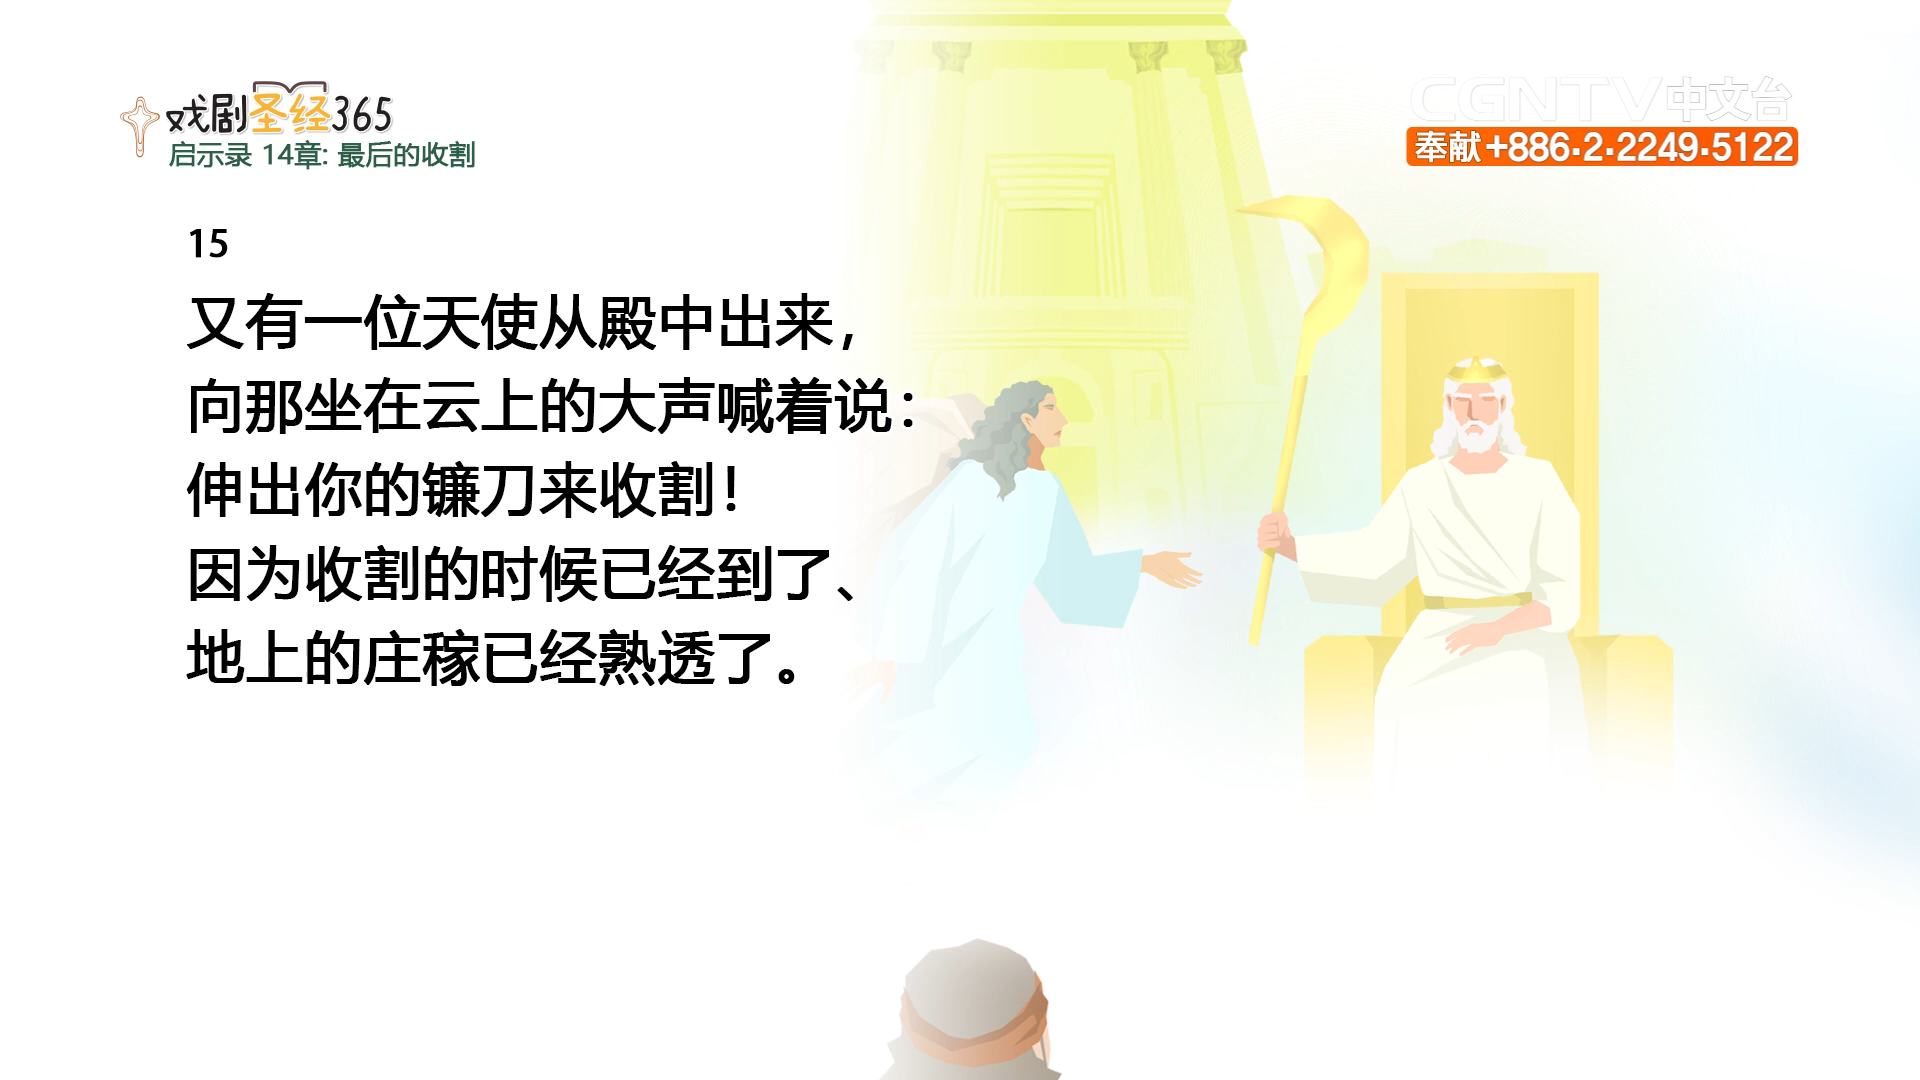 戏剧圣经365
启示录 14章: 最后的收割
CGNTV中文台
奉献+886·2·2249·5122
15
又有一位天使从殿中出来，
向那坐在云上的大声喊着说：
伸出你的镰刀来收割！
因为收割的时候已经到了、
地上的庄稼已经熟透了。